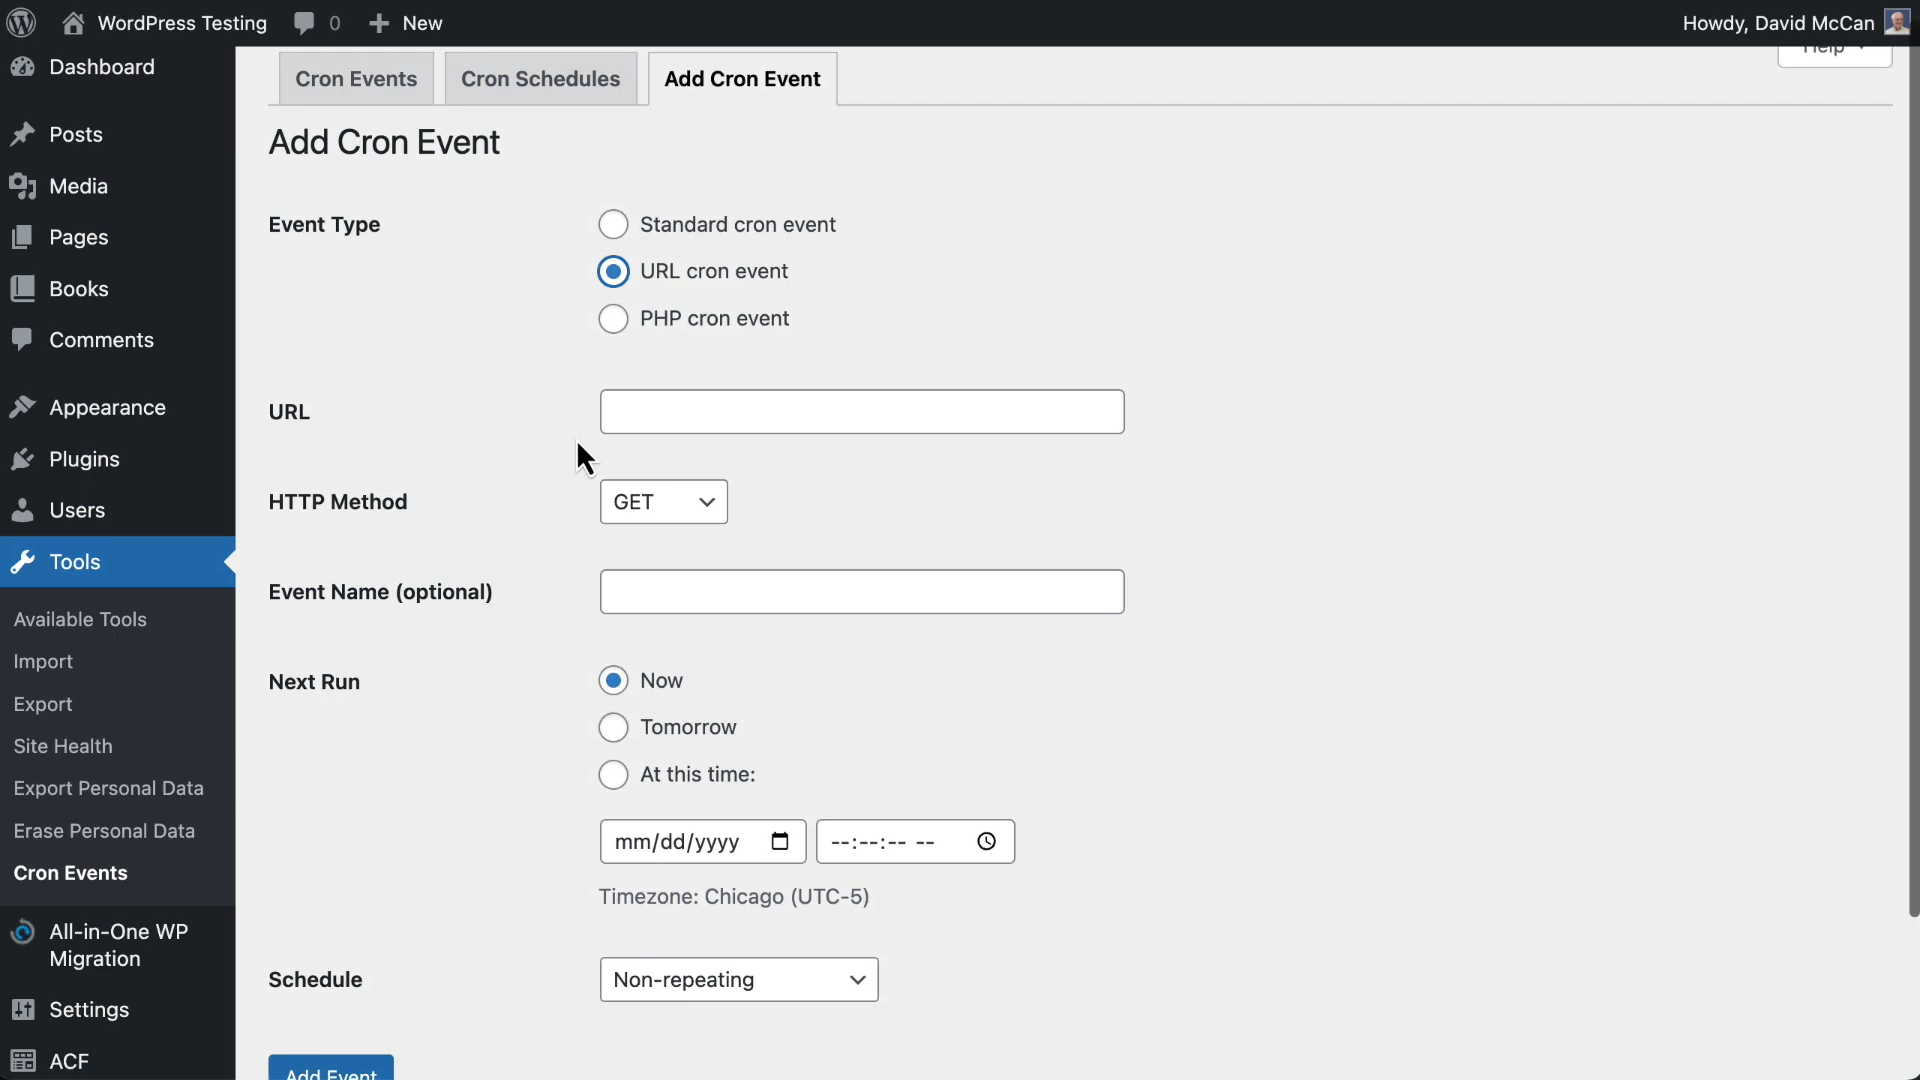 WordPress Testing
0
New
Howdy, David McCan
Dashboard
Posts
Media
Pages
Books
Comments
Appearance
Plugins
Users
Tools
Available Tools
Import
Export
Site Health
Export Personal Data
Erase Personal Data
Cron Events
All-in-One WP
Migration
Settings
ACF
Help
Cron Events
Cron Schedules
Add Cron Event
Add Cron Event
Event Type
Standard cron event
URL cron event
PHP cron event
URL
HTTP Method
GET
Event Name (optional)
Next Run
Now
Tomorrow
At this time:
mm/dd/yyyy
--:--:-- --
Timezone: Chicago (UTC-5)
Schedule
Non-repeating
Add Event